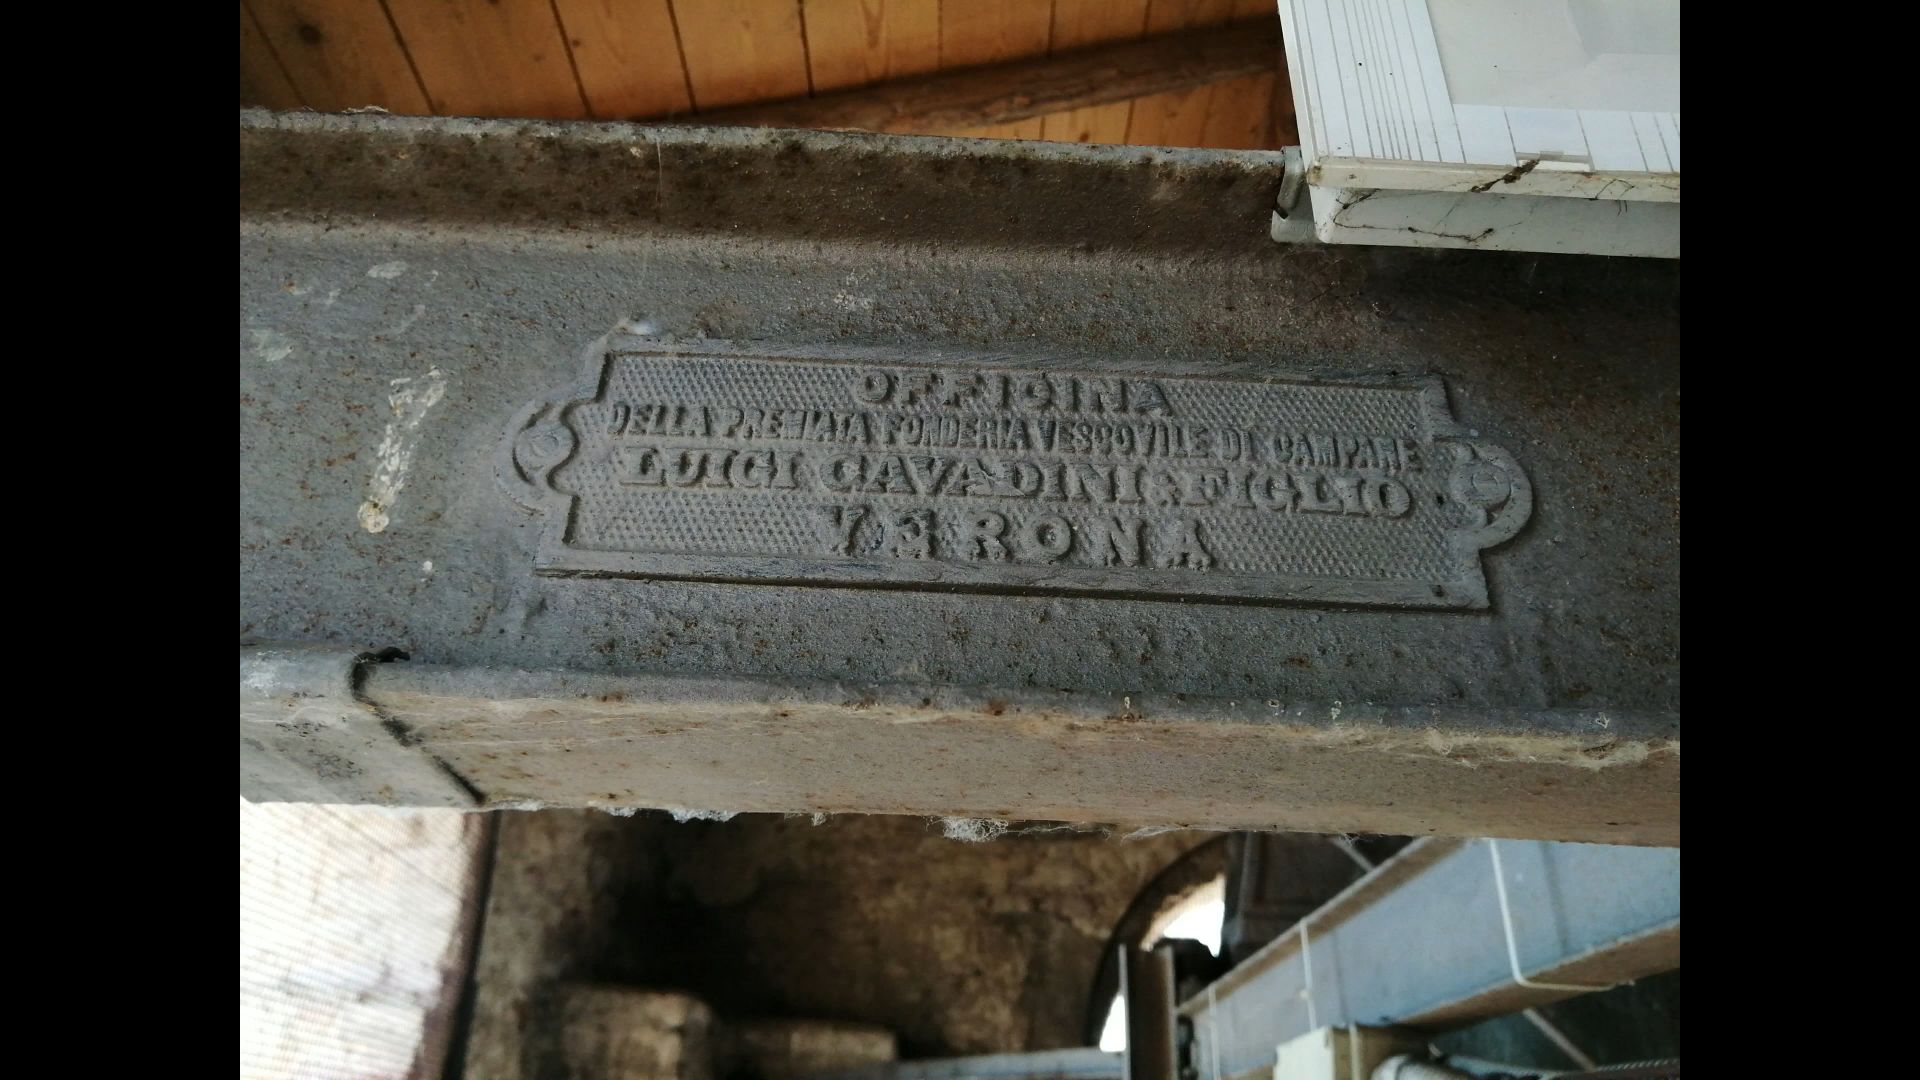 OFFICINA
DELLA PREMIATA FONDERIA VESCOVILE DI CAMPANE
LUIGI CAVADINI & FIGLIO
VERONA